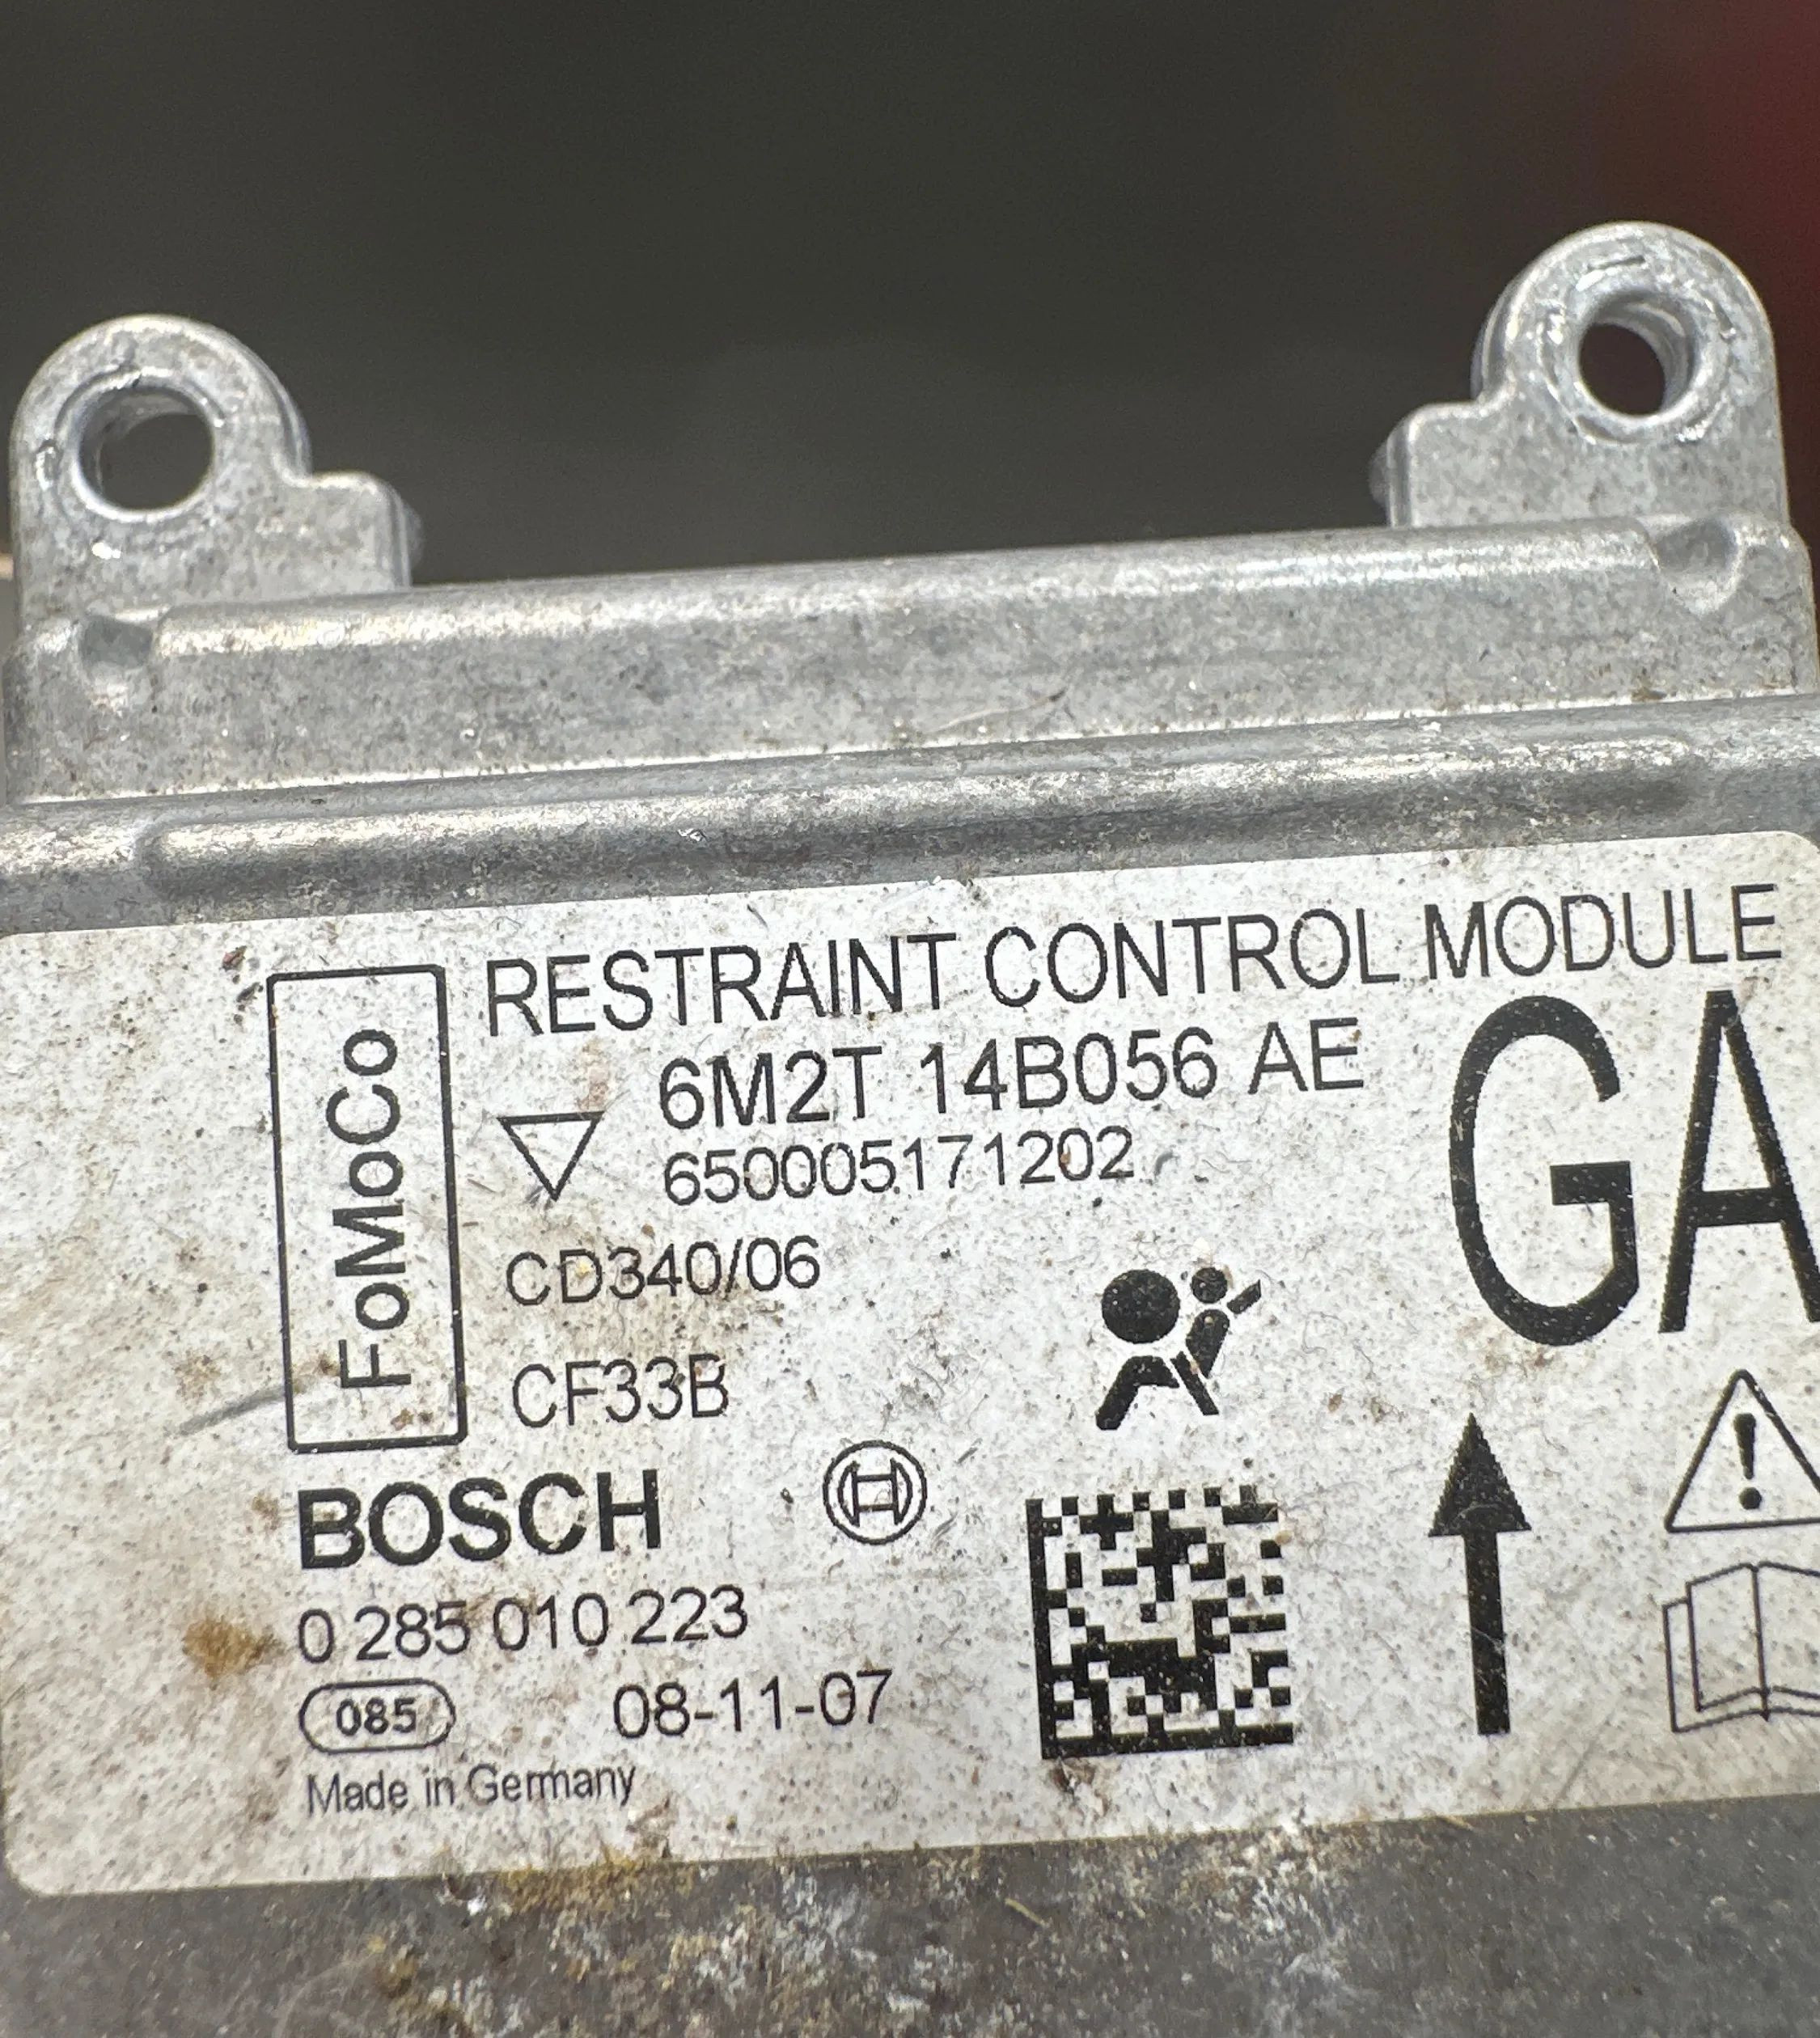 FoMoCo
RESTRAINT CONTROL MODULE
6M2T 14B056 AE
650005171202
GA
CD340/06
CF33B
BOSCH
0 285 010 223
085
08-11-07
Made in Germany